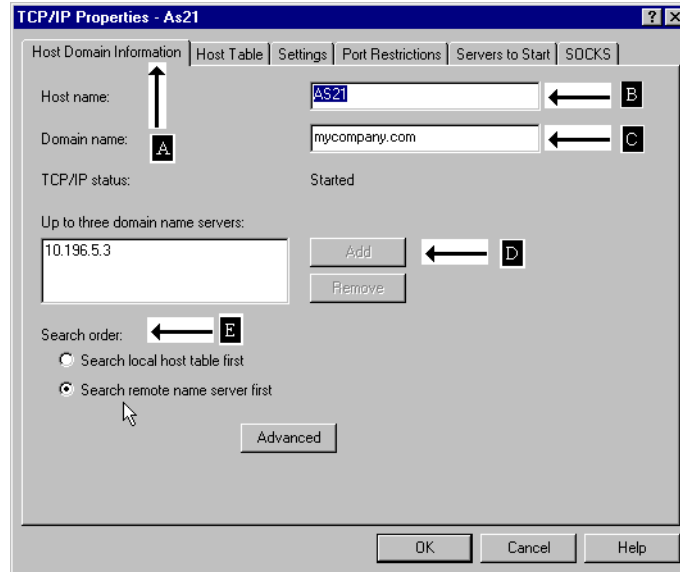 TCP/IP Properties - As21
Host Domain Information Host Table Settings Port Restrictions Servers to Start SOCKS
Host name: AS21 B
Domain name: mycompany.com C
A
TCP/IP status: Started
Up to three domain name servers:
10.196.5.3 Add D
Remove
Search order: E
Search local host table first
Search remote name server first
Advanced
OK Cancel Help